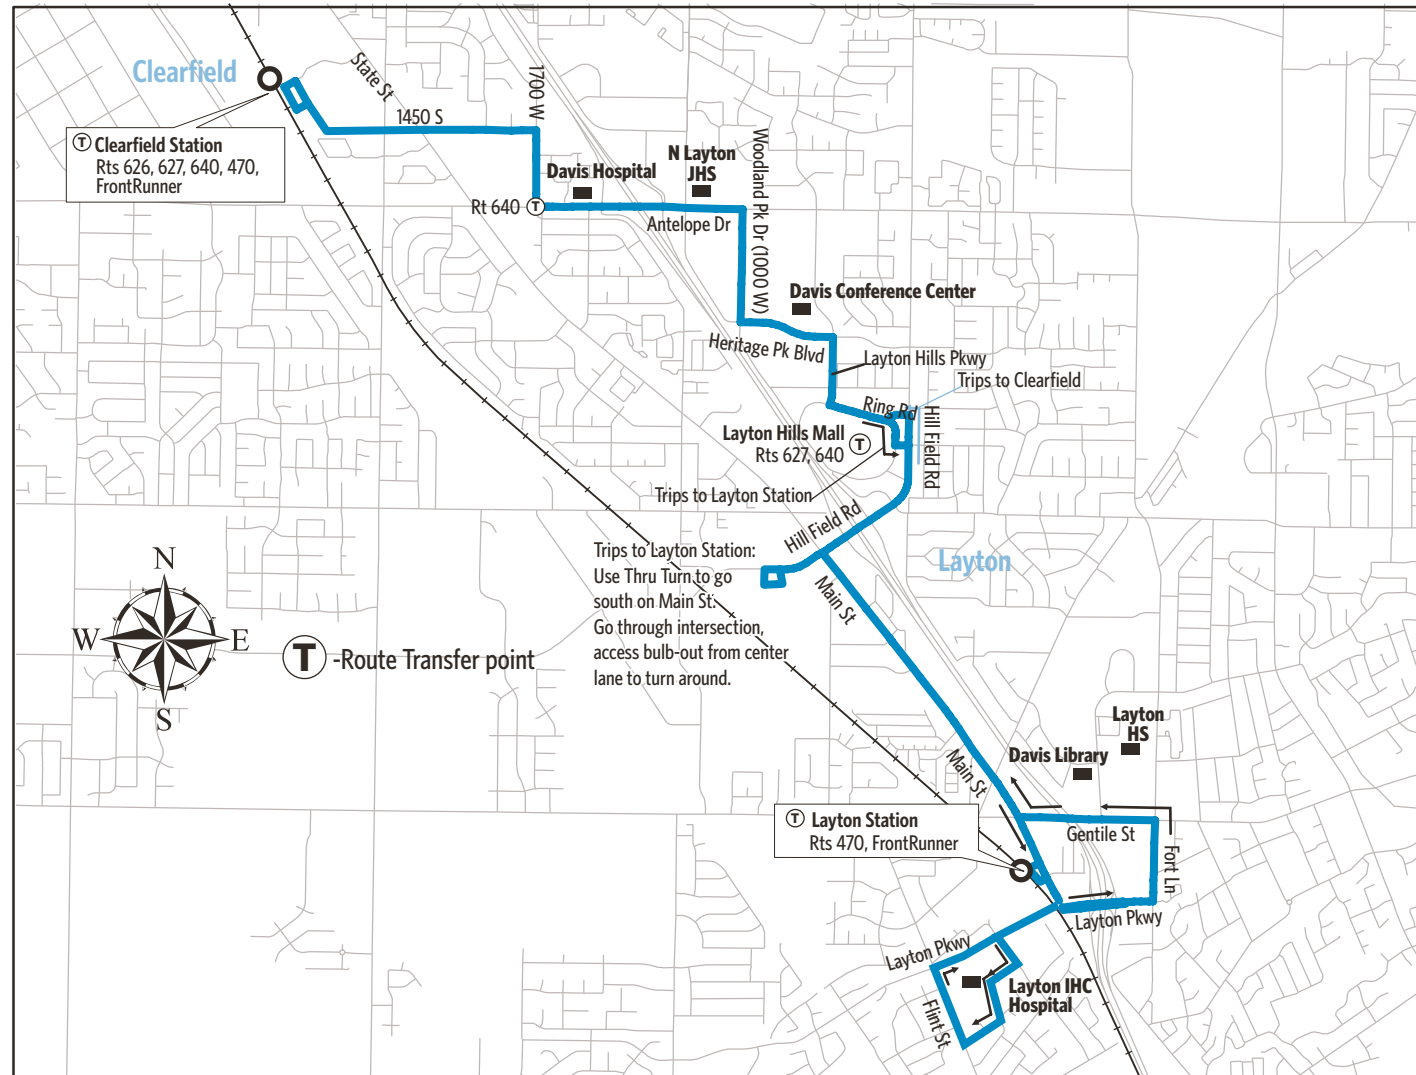 Clearfield
State St
1700 W
1450 S
T Clearfield Station
Rts 626, 627, 640, 470,
FrontRunner
Davis Hospital
N Layton
JHS
Woodland Pk Dr (1000 W)
Rt 640 T
Antelope Dr
Davis Conference Center
Heritage Pk Blvd
Layton Hills Pkwy
Trips to Clearfield
Ring Rd
Hill Field Rd
Layton Hills Mall
Rts 627, 640 T
Trips to Layton Station
Hill Field Rd
Trips to Layton Station:
Use Thru Turn to go
south on Main St.
Go through intersection,
access bulb-out from center
lane to turn around.
Layton
Main St
N
W E
S
T -Route Transfer point
Layton
HS
Davis Library
Main St
T Layton Station
Rts 470, FrontRunner
Gentile St
Fort Ln
Layton Pkwy
Layton Pkwy
Layton IHC
Hospital
Flint St